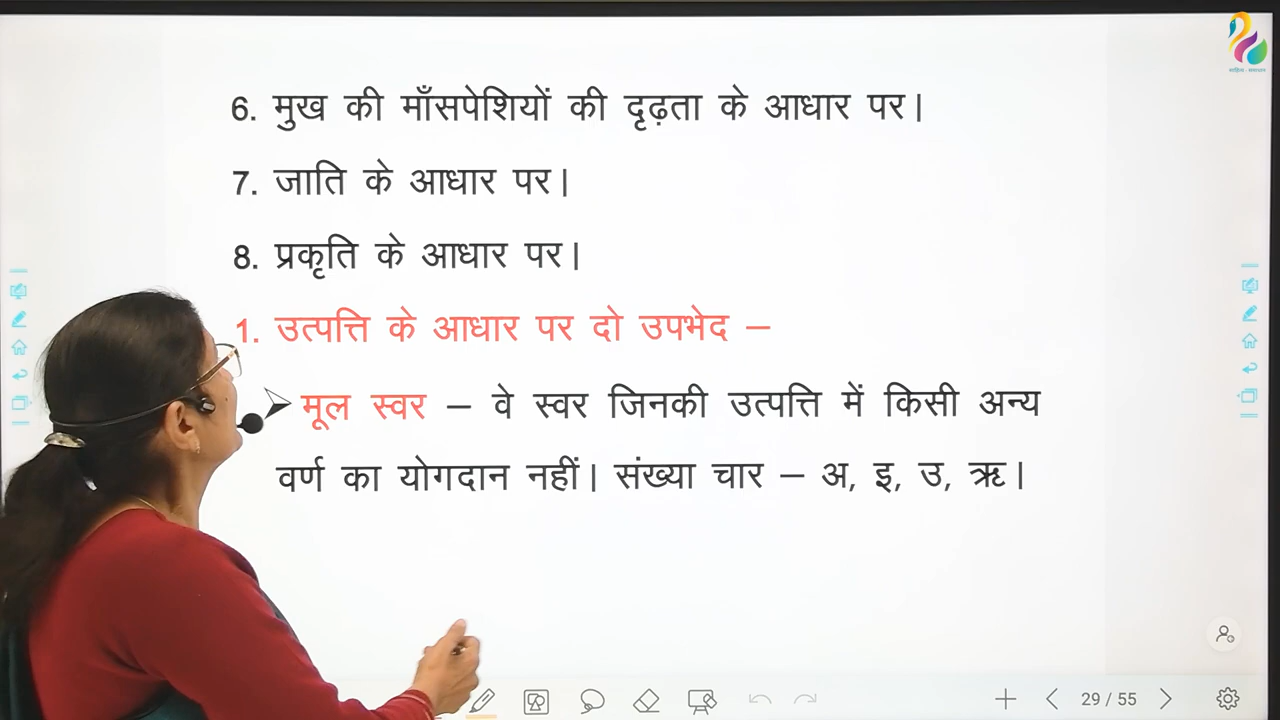 6. मुख की माँसपेशियों की दृढ़ता के आधार पर।
7. जाति के आधार पर।
8. प्रकृति के आधार पर।
1. उत्पत्ति के आधार पर दो उपभेद –
➢ मूल स्वर – वे स्वर जिनकी उत्पत्ति में किसी अन्य
वर्ण का योगदान नहीं। संख्या चार – अ, इ, उ, ऋ।
29 / 55